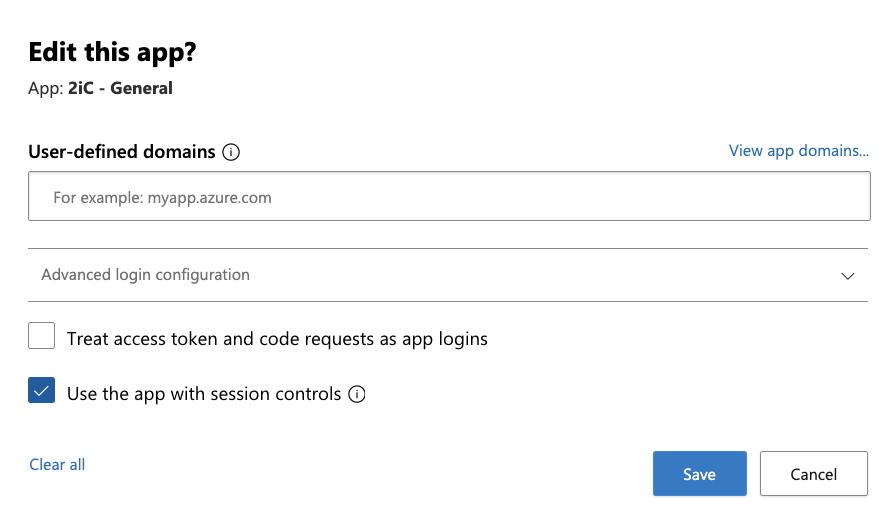 Edit this app?
App: 2iC - General
User-defined domains
View app domains...
For example: myapp.azure.com
Advanced login configuration
Treat access token and code requests as app logins
Use the app with session controls
Clear all
Save
Cancel